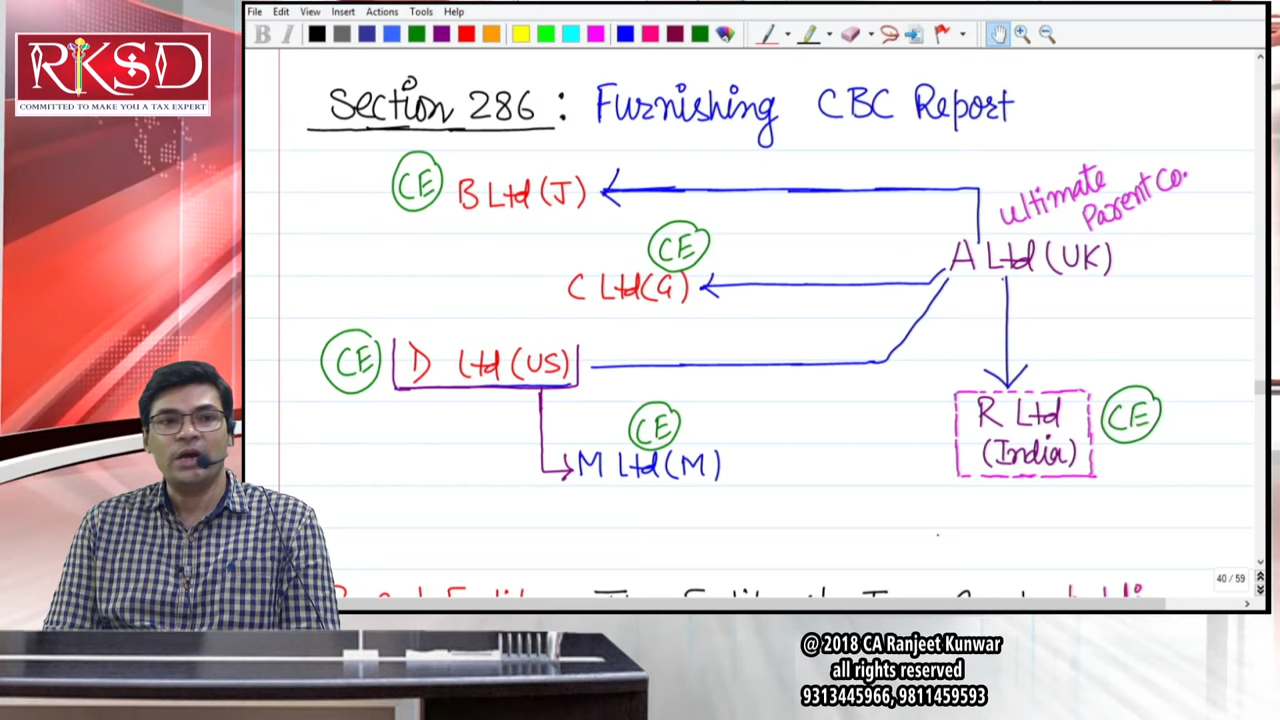 File Edit View Insert Actions Tools Help
B I
RKSD
COMMITTED TO MAKE YOU A TAX EXPERT
Section 286 : Furnishing CBC Report
CE B Ltd (J)
Ultimate
Parent Co.
CE
A Ltd (UK)
C Ltd (G)
CE D Ltd (US)
R Ltd CE
(India)
CE
M Ltd (M)
40 / 59
@ 2018 CA Ranjeet Kunwar
all rights reserved
9313445966, 9811459593